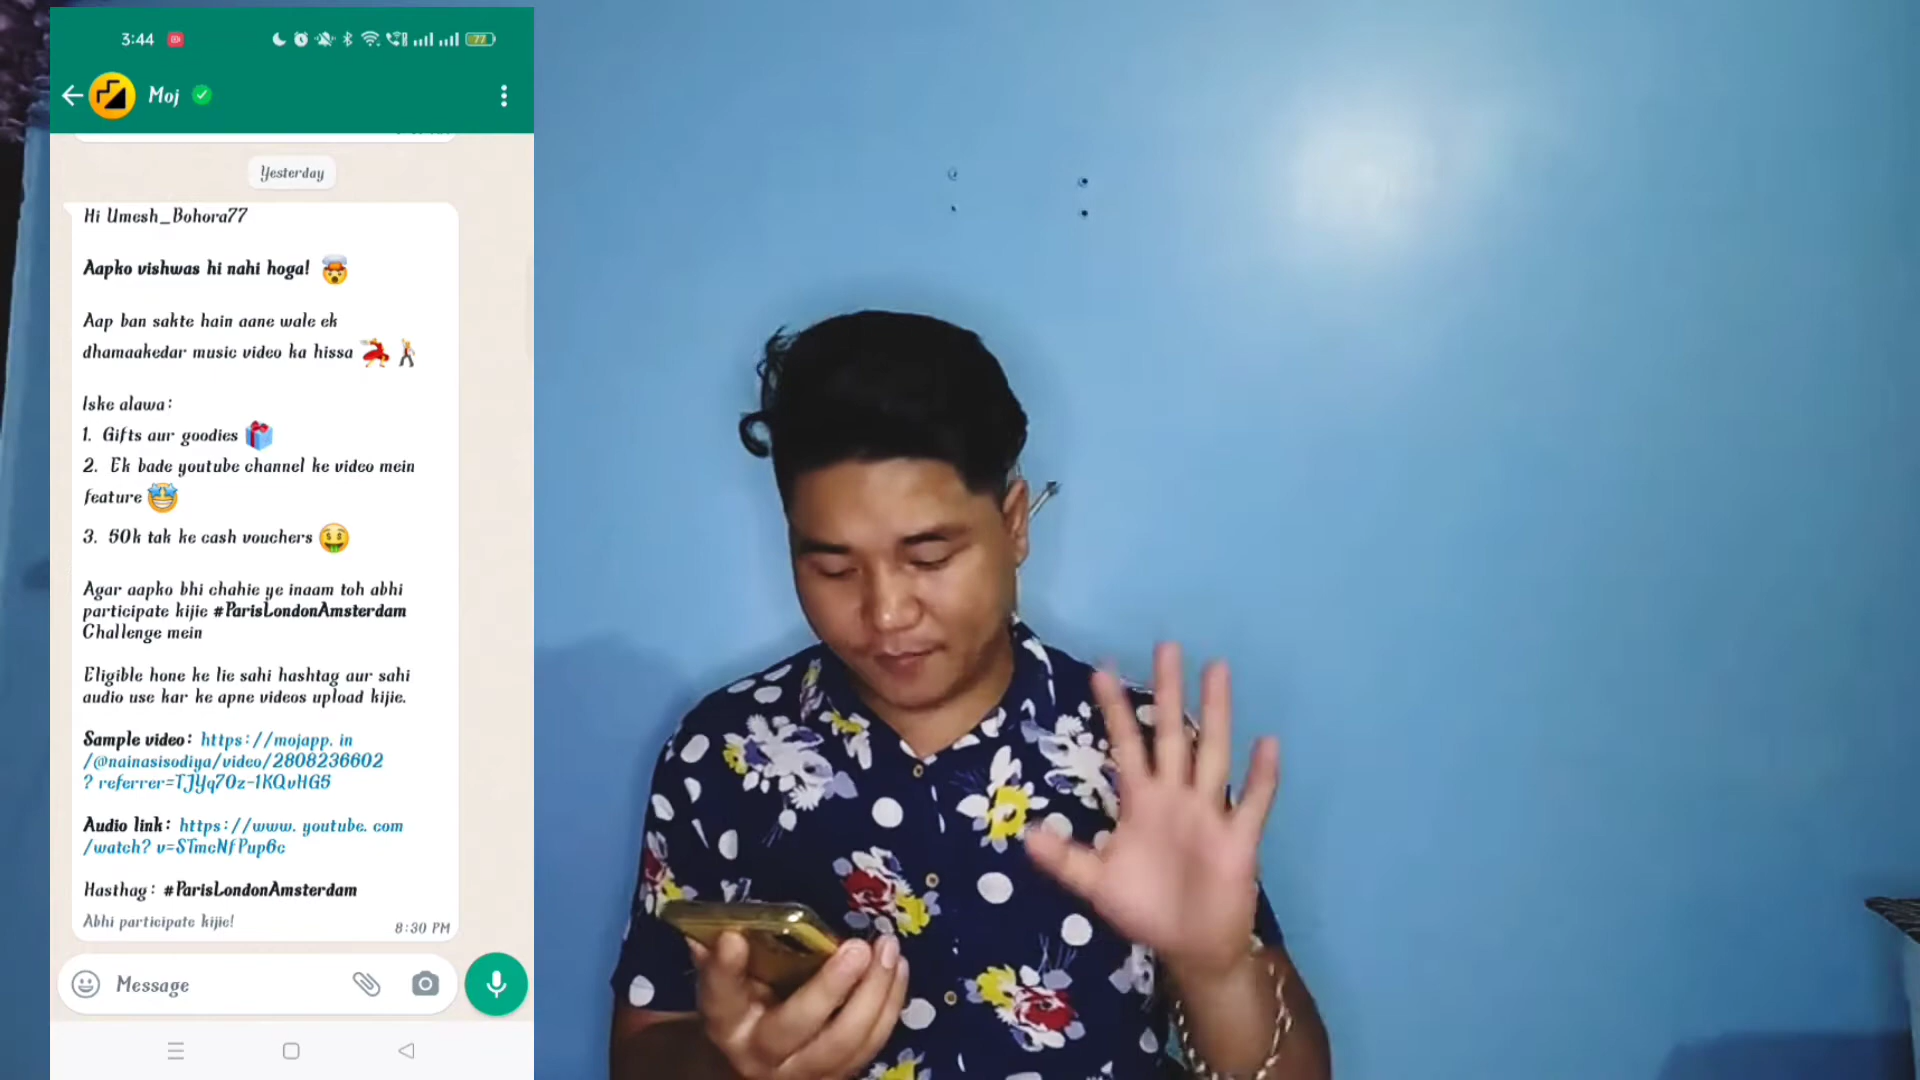 3:44
77
Moj
Yesterday
Hi Umesh_Bohora77
Aapko vishwas hi nahi hoga! 🤯
Aap ban sakte hain aane wale ek
dhamaakedar music video ka hissa 💃🕺
Iske alawa:
1. Gifts aur goodies 🎁
2. Ek bade youtube channel ke video mein
feature 🤩
3. 50k tak ke cash vouchers 🤑
Agar aapko bhi chahie ye inaam toh abhi
participate kijie #ParisLondonAmsterdam
Challenge mein
Eligible hone ke lie sahi hashtag aur sahi
audio use kar ke apne videos upload kijie.
Sample video: https://mojapp. in
/@nainasisodiya/video/2808236602
? referrer=TJYq7Oz-1KQvHG5
Audio link: https://www. youtube. com
/watch? v=STmcNfPup6c
Hasthag: #ParisLondonAmsterdam
Abhi participate kijie!
8:30 PM
Message